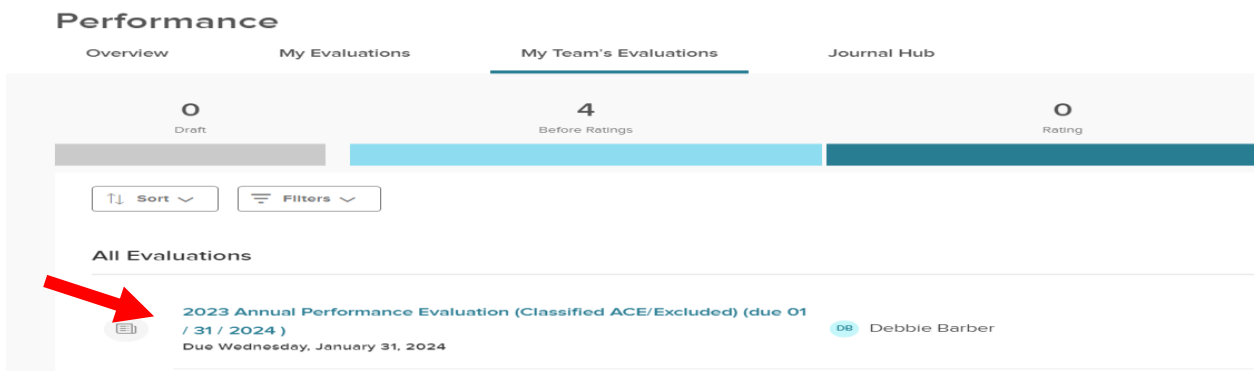 Performance
Overview My Evaluations My Team's Evaluations Journal Hub
0 4 0
Draft Before Ratings Rating
Sort Filters
All Evaluations
2023 Annual Performance Evaluation (Classified ACE/Excluded) (due 01
/ 31 / 2024 )
DB Debbie Barber
Due Wednesday, January 31, 2024